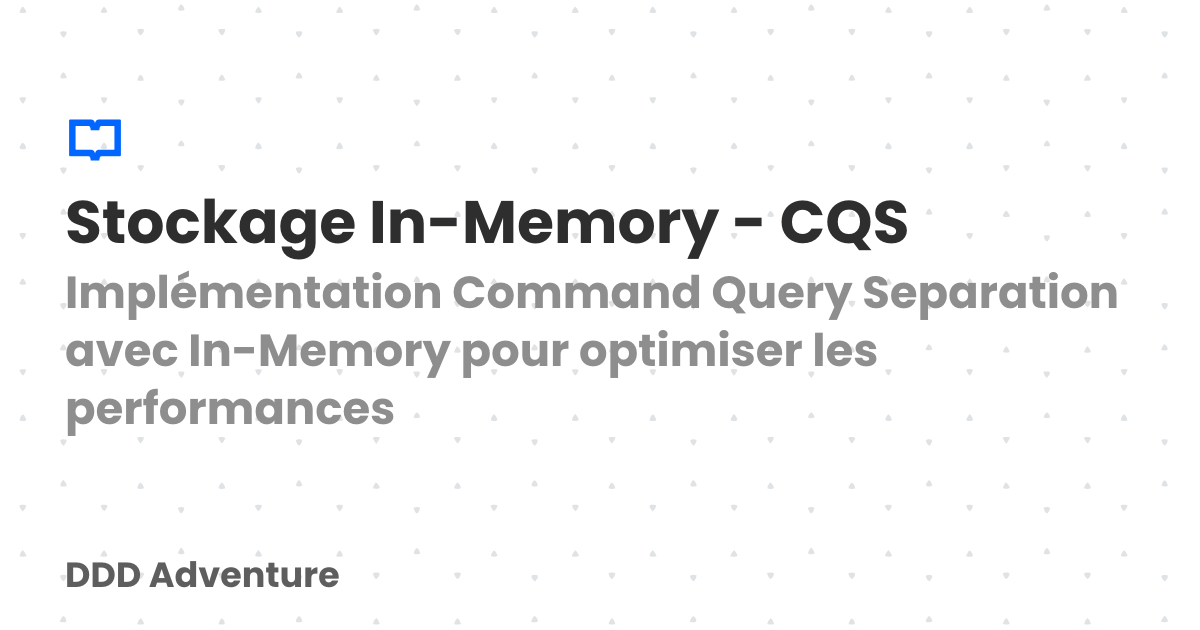 Stockage In-Memory - CQS
Implémentation Command Query Separation
avec In-Memory pour optimiser les
performances
DDD Adventure